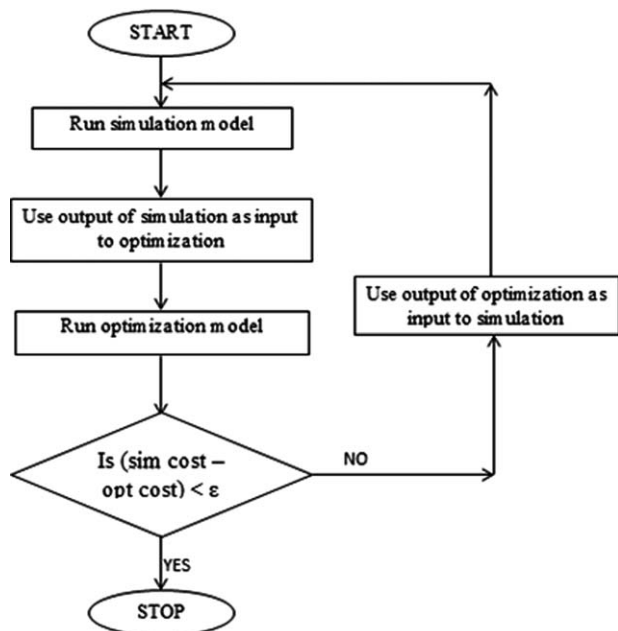 START
Run simulation model
Use output of simulation as input
to optimization
Run optimization model
Use output of optimization as
input to simulation
Is (sim cost –
opt cost) < ε
NO
YES
STOP